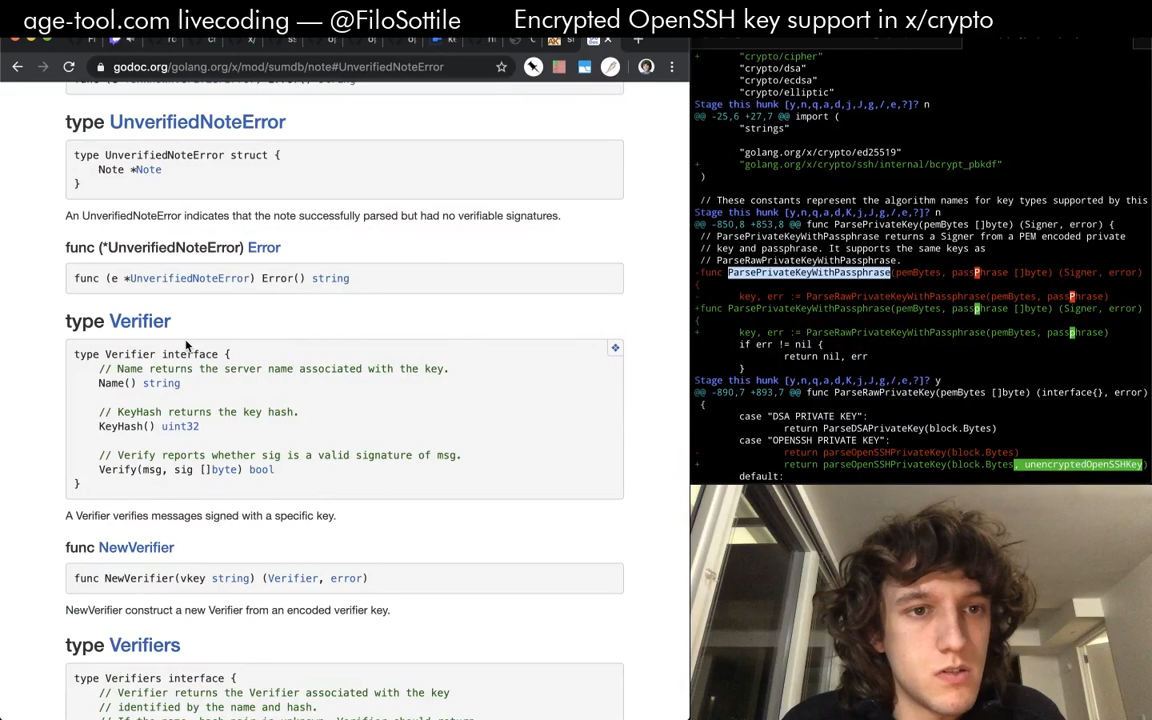 age-tool.com livecoding — @FiloSottile
Encrypted OpenSSH key support in x/crypto
godoc.org/golang.org/x/mod/sumdb/note#UnverifiedNoteError
type UnverifiedNoteError
type UnverifiedNoteError struct {
Note *Note
}
An UnverifiedNoteError indicates that the note successfully parsed but had no verifiable signatures.
func (*UnverifiedNoteError) Error
func (e *UnverifiedNoteError) Error() string
type Verifier
type Verifier interface {
// Name returns the server name associated with the key.
Name() string
// KeyHash returns the key hash.
KeyHash() uint32
// Verify reports whether sig is a valid signature of msg.
Verify(msg, sig []byte) bool
}
A Verifier verifies messages signed with a specific key.
func NewVerifier
func NewVerifier(vkey string) (Verifier, error)
NewVerifier construct a new Verifier from an encoded verifier key.
type Verifiers
type Verifiers interface {
// Verifier returns the Verifier associated with the key
// identified by the name and hash.
+ "crypto/cipher"
"crypto/dsa"
"crypto/ecdsa"
"crypto/elliptic"
Stage this hunk [y,n,q,a,d,j,J,g,/,e,?]? n
@@ -25,6 +27,7 @@ import (
"strings"
"golang.org/x/crypto/ed25519"
+ "golang.org/x/crypto/ssh/internal/bcrypt_pbkdf"
)
// These constants represent the algorithm names for key types supported by this
Stage this hunk [y,n,q,a,d,K,j,J,g,/,e,?]? n
@@ -850,8 +853,8 @@ func ParsePrivateKey(pemBytes []byte) (Signer, error) {
// ParsePrivateKeyWithPassphrase returns a Signer from a PEM encoded private
// key and passphrase. It supports the same keys as
// ParseRawPrivateKeyWithPassphrase.
-func ParsePrivateKeyWithPassphrase(pemBytes, passPhrase []byte) (Signer, error)
{
- key, err := ParseRawPrivateKeyWithPassphrase(pemBytes, passPhrase)
+func ParsePrivateKeyWithPassphrase(pemBytes, passphrase []byte) (Signer, error)
{
+ key, err := ParseRawPrivateKeyWithPassphrase(pemBytes, passphrase)
if err != nil {
return nil, err
}
Stage this hunk [y,n,q,a,d,K,j,J,g,/,e,?]? y
@@ -890,7 +893,7 @@ func ParseRawPrivateKey(pemBytes []byte) (interface{}, error)
{
case "DSA PRIVATE KEY":
return ParseDSAPrivateKey(block.Bytes)
case "OPENSSH PRIVATE KEY":
- return parseOpenSSHPrivateKey(block.Bytes)
+ return parseOpenSSHPrivateKey(block.Bytes, unencryptedOpenSSHKey)
default: